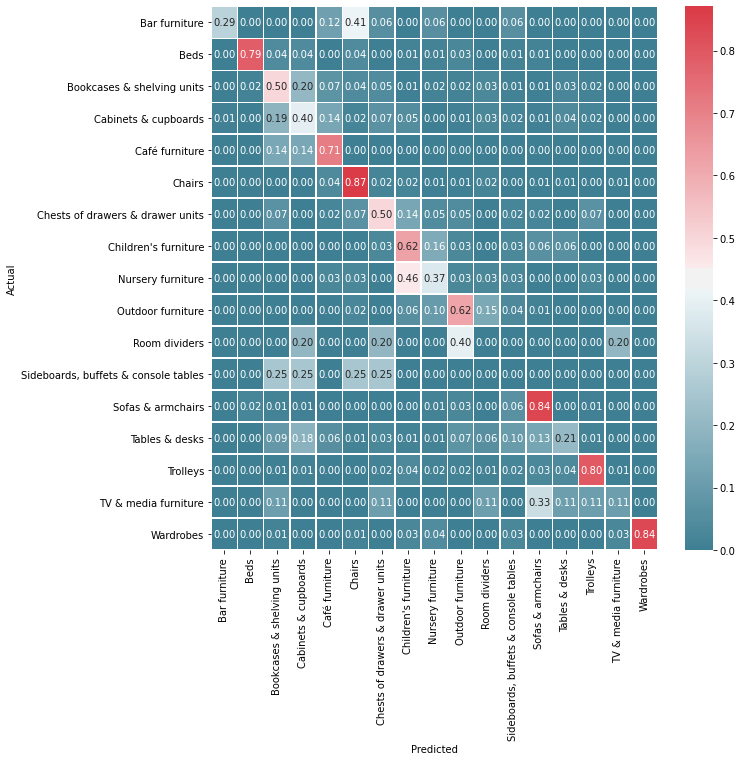 Bar furniture 0.29 0.00 0.00 0.00 0.12 0.41 0.06 0.00 0.06 0.00 0.00 0.06 0.00 0.00 0.00 0.00 0.00
Beds 0.00 0.79 0.04 0.04 0.00 0.04 0.00 0.01 0.01 0.03 0.00 0.01 0.01 0.00 0.01 0.00 0.00
Bookcases & shelving units 0.00 0.02 0.50 0.20 0.07 0.04 0.05 0.01 0.02 0.02 0.03 0.01 0.00 0.01 0.03 0.02 0.00
Cabinets & cupboards 0.01 0.00 0.19 0.40 0.14 0.02 0.07 0.05 0.00 0.01 0.03 0.02 0.01 0.04 0.02 0.00
Café furniture 0.00 0.00 0.14 0.14 0.71 0.00 0.00 0.00 0.00 0.00 0.00 0.00 0.00 0.00 0.00 0.00 0.00
Chairs 0.00 0.00 0.00 0.00 0.04 0.87 0.02 0.02 0.01 0.01 0.02 0.00 0.01 0.01 0.00 0.01 0.00
Chests of drawers & drawer units 0.00 0.00 0.07 0.00 0.02 0.07 0.50 0.14 0.05 0.05 0.00 0.02 0.02 0.00 0.07 0.00 0.00
Children's furniture 0.00 0.00 0.00 0.00 0.00 0.00 0.03 0.62 0.16 0.03 0.00 0.03 0.06 0.06 0.00 0.00 0.00
Nursery furniture 0.00 0.00 0.00 0.00 0.03 0.03 0.00 0.46 0.37 0.03 0.03 0.03 0.00 0.00 0.03 0.00 0.00
Outdoor furniture 0.00 0.00 0.00 0.00 0.00 0.02 0.00 0.06 0.10 0.62 0.15 0.04 0.01 0.00 0.00 0.00 0.00
Room dividers 0.00 0.00 0.00 0.20 0.00 0.00 0.20 0.00 0.00 0.40 0.00 0.00 0.00 0.00 0.00 0.20 0.00
Sideboards, buffets & console tables 0.00 0.00 0.25 0.25 0.00 0.25 0.25 0.00 0.00 0.00 0.00 0.00 0.00 0.00 0.00 0.00 0.00
Sofas & armchairs 0.00 0.02 0.01 0.01 0.00 0.00 0.00 0.00 0.01 0.03 0.00 0.06 0.84 0.00 0.01 0.00 0.00
Tables & desks 0.00 0.00 0.09 0.18 0.06 0.01 0.03 0.01 0.01 0.07 0.06 0.10 0.13 0.21 0.01 0.00 0.00
Trolleys 0.00 0.00 0.01 0.01 0.00 0.00 0.02 0.04 0.02 0.02 0.01 0.02 0.03 0.04 0.80 0.01 0.00
TV & media furniture 0.00 0.00 0.11 0.00 0.00 0.00 0.11 0.00 0.00 0.00 0.11 0.00 0.33 0.11 0.11 0.11 0.00
Wardrobes 0.00 0.00 0.01 0.00 0.00 0.01 0.00 0.03 0.04 0.00 0.00 0.03 0.00 0.00 0.00 0.03 0.84
Actual
Bar furniture
Beds
Bookcases & shelving units
Cabinets & cupboards
Café furniture
Chairs
Chests of drawers & drawer units
Children's furniture
Nursery furniture
Outdoor furniture
Room dividers
Sideboards, buffets & console tables
Sofas & armchairs
Tables & desks
Trolleys
TV & media furniture
Wardrobes
Predicted
0.8
0.7
0.6
0.5
0.4
0.3
0.2
0.1
0.0